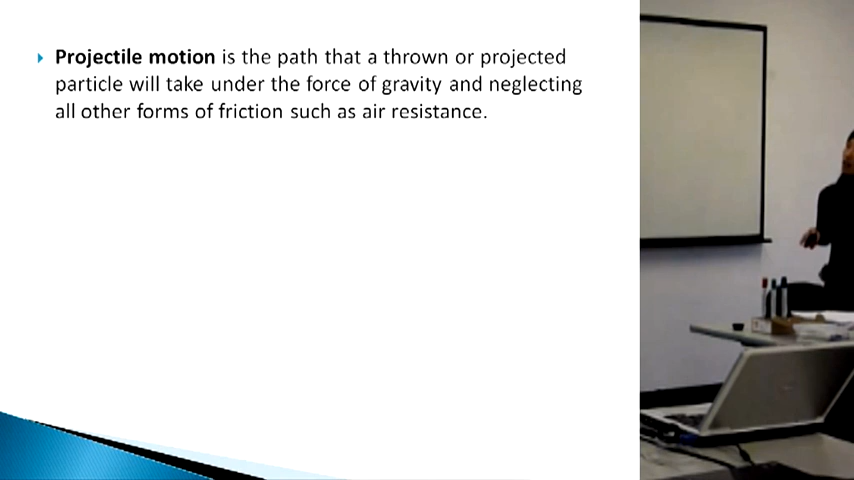 Projectile motion is the path that a thrown or projected
particle will take under the force of gravity and neglecting
all other forms of friction such as air resistance.